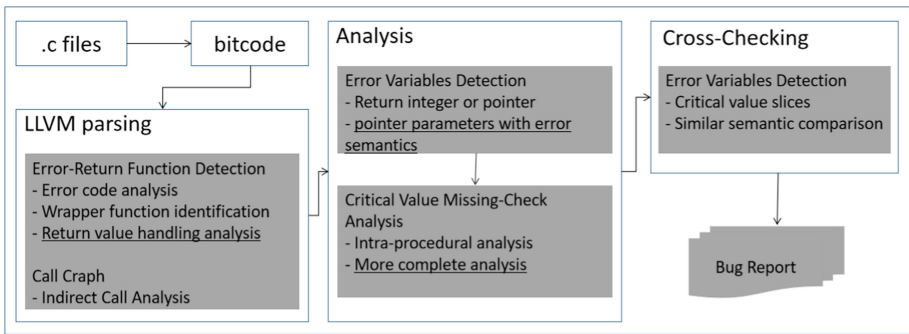 .c files
bitcode
LLVM parsing
Error-Return Function Detection
- Error code analysis
- Wrapper function identification
- Return value handling analysis
Call Craph
- Indirect Call Analysis
Analysis
Error Variables Detection
- Return integer or pointer
- pointer parameters with error
semantics
Critical Value Missing-Check
Analysis
- Intra-procedural analysis
- More complete analysis
Cross-Checking
Error Variables Detection
- Critical value slices
- Similar semantic comparison
Bug Report